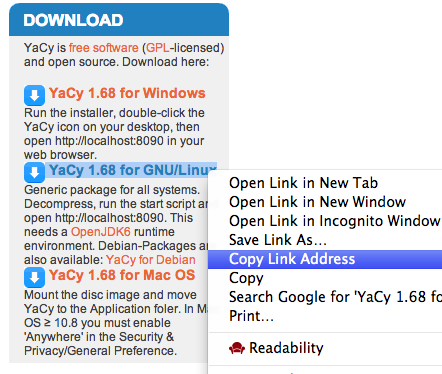 DOWNLOAD
YaCy is free software (GPL-licensed)
and open source. Download here:
YaCy 1.68 for Windows
Run the installer, double-click the
YaCy icon on your desktop, then
open http://localhost:8090 in your
web browser.
YaCy 1.68 for GNU/Linux
Generic package for all systems.
Decompress, run the start script an
open http://localhost:8090. This
needs a OpenJDK6 runtime
environment. Debian-Packages ar
also available: YaCy for Debian
YaCy 1.68 for Mac OS
Mount the disc image and move
YaCy to the Application foler. In Ma
OS ≥ 10.8 you must enable
'Anywhere' in the Security &
Privacy/General Preference.
Open Link in New Tab
Open Link in New Window
Open Link in Incognito Window
Save Link As...
Copy Link Address
Copy
Search Google for 'YaCy 1.68 fo
Print...
Readability